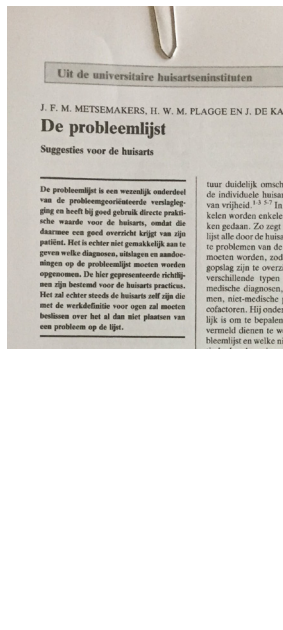 Uit de universitaire huisartseninstituten
J. F. M. METSEMAKERS, H. W. M. PLAGGE EN J. DE KA
De probleemlijst
Suggesties voor de huisarts
De probleemlijst is een wezenlijk onderdeel
van de probleemgeoriënteerde verslagleg-
ging en heeft bij goed gebruik directe prakti-
sche waarde voor de huisarts, omdat die
daarmee een goed overzicht krijgt van zijn
patiënt. Het is echter niet gemakkelijk aan te
geven welke diagnosen, uitslagen en aandoe-
ningen op de probleemlijst moeten worden
opgenomen. De hier gepresenteerde richtlij-
nen zijn bestemd voor de huisarts practicus.
Het zal echter steeds de huisarts zelf zijn die
met de werkdefinitie voor ogen zal moeten
beslissen over het al dan niet plaatsen van
een probleem op de lijst.
tuur duidelijk omsch
de individuele huisar
van vrijheid.1-3 5-7 In
kelen worden enkele
ken gedaan. Zo zegt
lijst alle door de huisa
te problemen van de
moeten worden, zod
gopslag zijn te overzi
verschillende typen
medische diagnosen,
men, niet-medische
cofactoren. Hij onder
lijk is om te bepalen
vermeld dienen te w
bleemlijst en welke ni